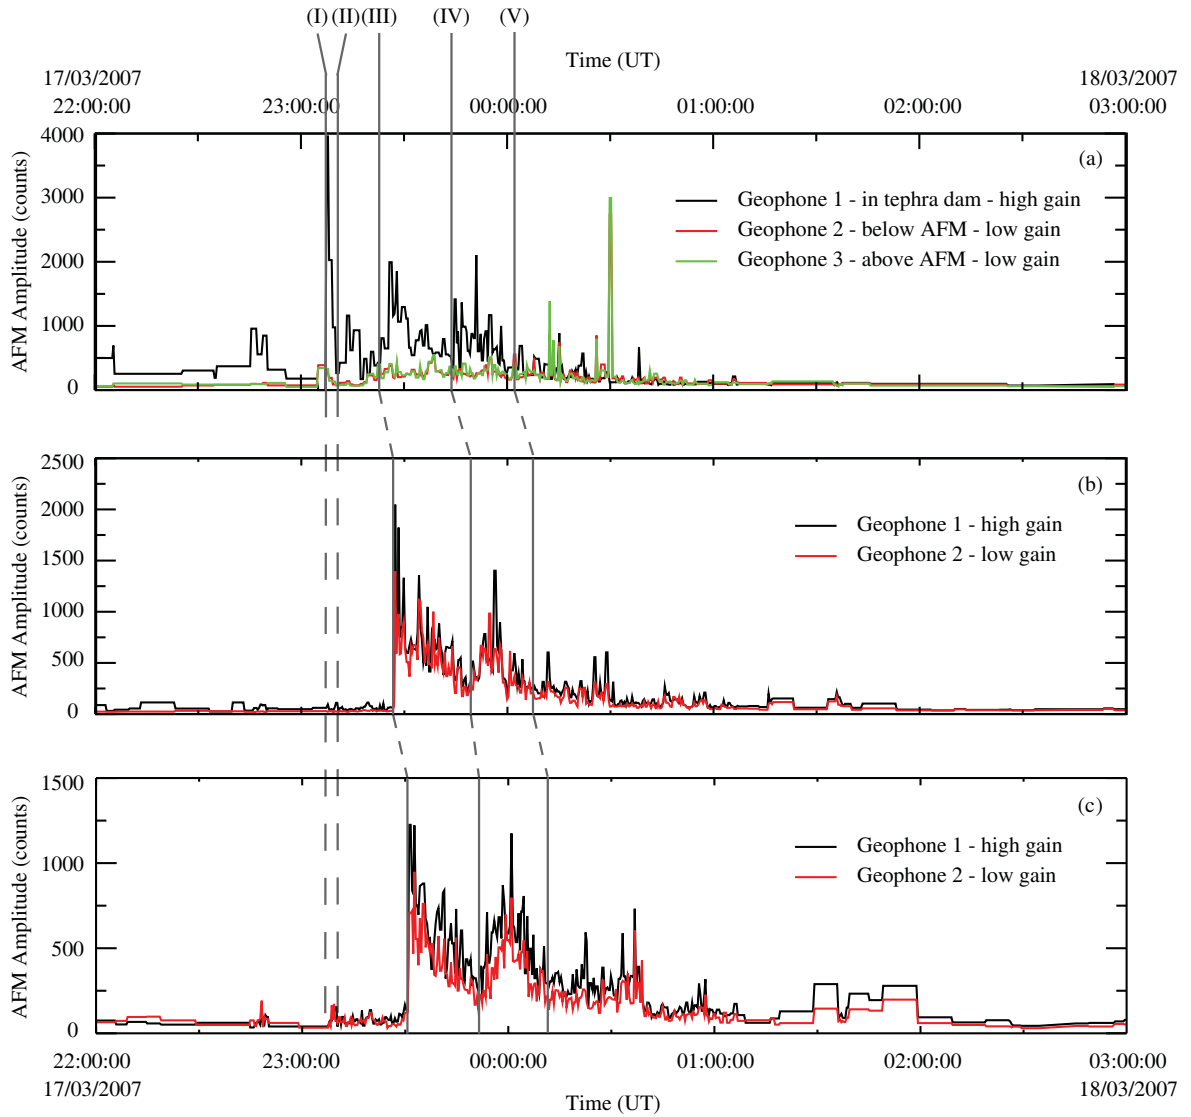 (I) (II) (III) (IV) (V)
Time (UT)
17/03/2007 18/03/2007
22:00:00 23:00:00 00:00:00 01:00:00 02:00:00 03:00:00
AFM Amplitude (counts)
4000
3000
2000
1000
0
(a)
Geophone 1 - in tephra dam - high gain
Geophone 2 - below AFM - low gain
Geophone 3 - above AFM - low gain
AFM Amplitude (counts)
2500
2000
1500
1000
500
0
(b)
Geophone 1 - high gain
Geophone 2 - low gain
AFM Amplitude (counts)
1500
1000
500
0
(c)
Geophone 1 - high gain
Geophone 2 - low gain
22:00:00 23:00:00 00:00:00 01:00:00 02:00:00 03:00:00
17/03/2007 18/03/2007
Time (UT)